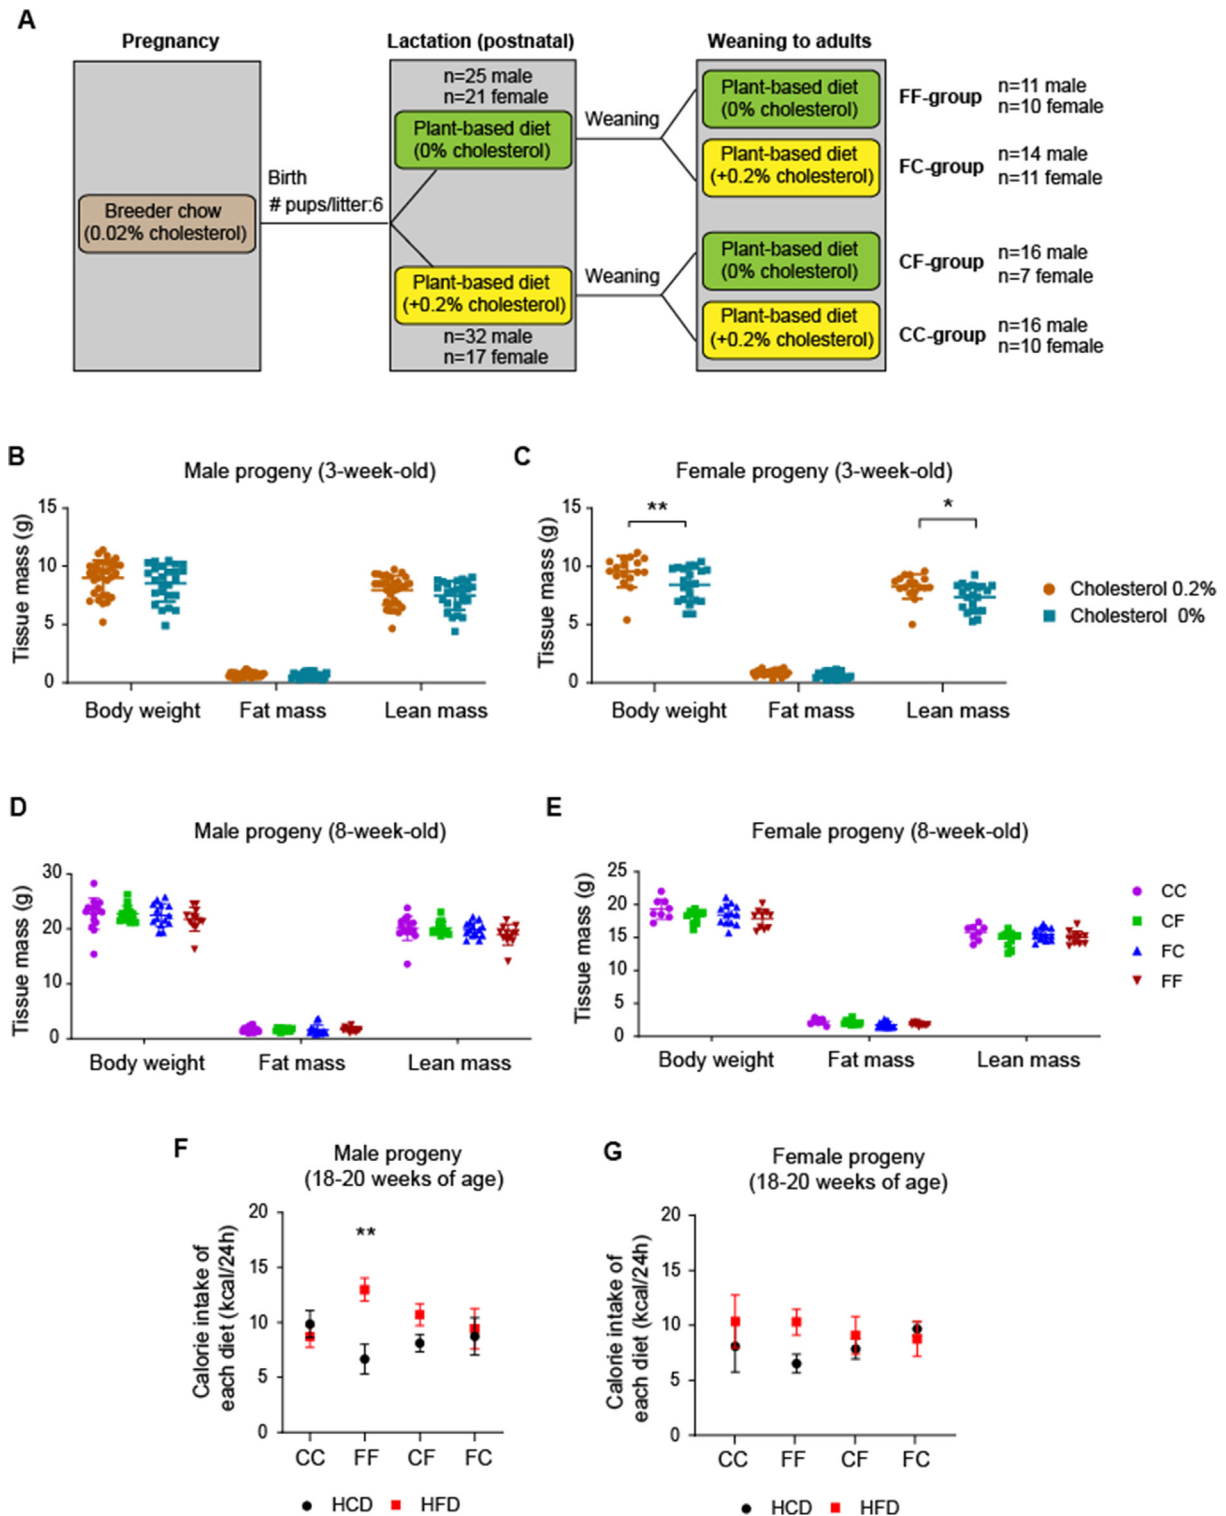 A
Pregnancy
Lactation (postnatal)
Weaning to adults
Breeder chow
(0.02% cholesterol)
Birth
# pups/litter:6
n=25 male
n=21 female
Plant-based diet
(0% cholesterol)
Plant-based diet
(+0.2% cholesterol)
n=32 male
n=17 female
Weaning
Weaning
Plant-based diet
(0% cholesterol)
Plant-based diet
(+0.2% cholesterol)
Plant-based diet
(0% cholesterol)
Plant-based diet
(+0.2% cholesterol)
FF-group
n=11 male
n=10 female
FC-group
n=14 male
n=11 female
CF-group
n=16 male
n=7 female
CC-group
n=16 male
n=10 female
B
Male progeny (3-week-old)
Tissue mass (g)
15
10
5
0
Body weight
Fat mass
Lean mass
C
Female progeny (3-week-old)
Tissue mass (g)
15
10
5
0
**
*
Body weight
Fat mass
Lean mass
Cholesterol 0.2%
Cholesterol 0%
D
Male progeny (8-week-old)
Tissue mass (g)
30
20
10
0
Body weight
Fat mass
Lean mass
E
Female progeny (8-week-old)
Tissue mass (g)
25
20
15
10
5
0
Body weight
Fat mass
Lean mass
CC
CF
FC
FF
F
Male progeny
(18-20 weeks of age)
Calorie intake of
each diet (kcal/24h)
20
15
10
5
0
**
CC
FF
CF
FC
HCD
HFD
G
Female progeny
(18-20 weeks of age)
Calorie intake of
each diet (kcal/24h)
20
15
10
5
0
CC
FF
CF
FC
HCD
HFD